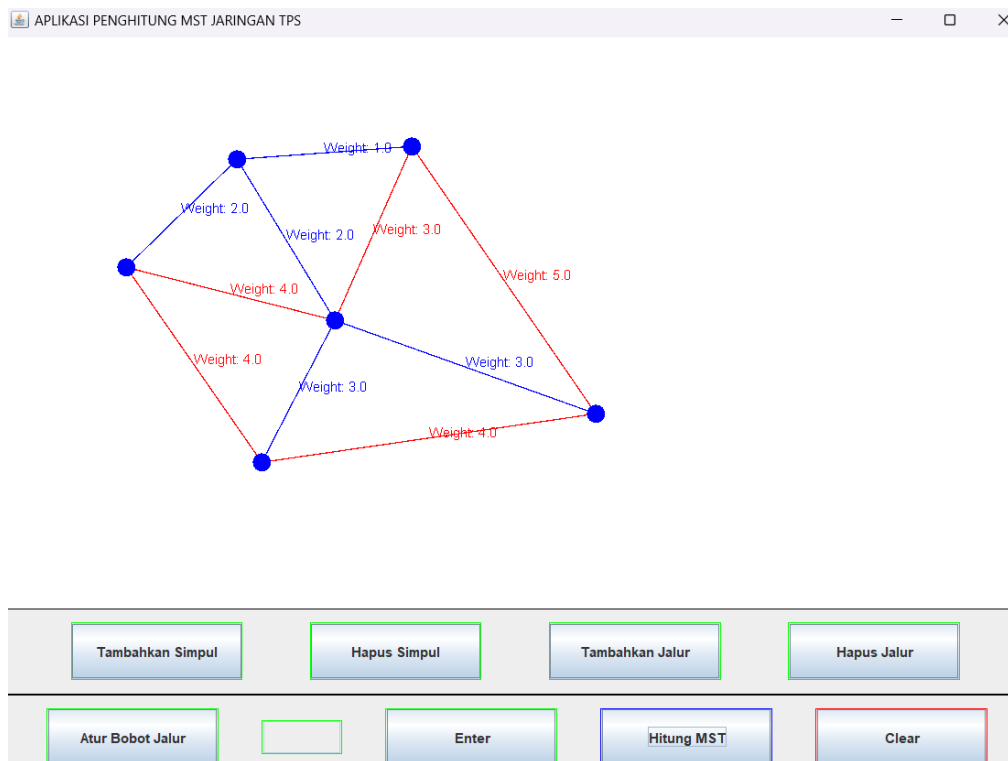 APLIKASI PENGHITUNG MST JARINGAN TPS
Weight: 1.0
Weight: 2.0
Weight: 2.0
Weight: 3.0
Weight: 5.0
Weight: 4.0
Weight: 4.0
Weight: 3.0
Weight: 3.0
Weight: 4.0
Tambahkan Simpul
Hapus Simpul
Tambahkan Jalur
Hapus Jalur
Atur Bobot Jalur
Enter
Hitung MST
Clear